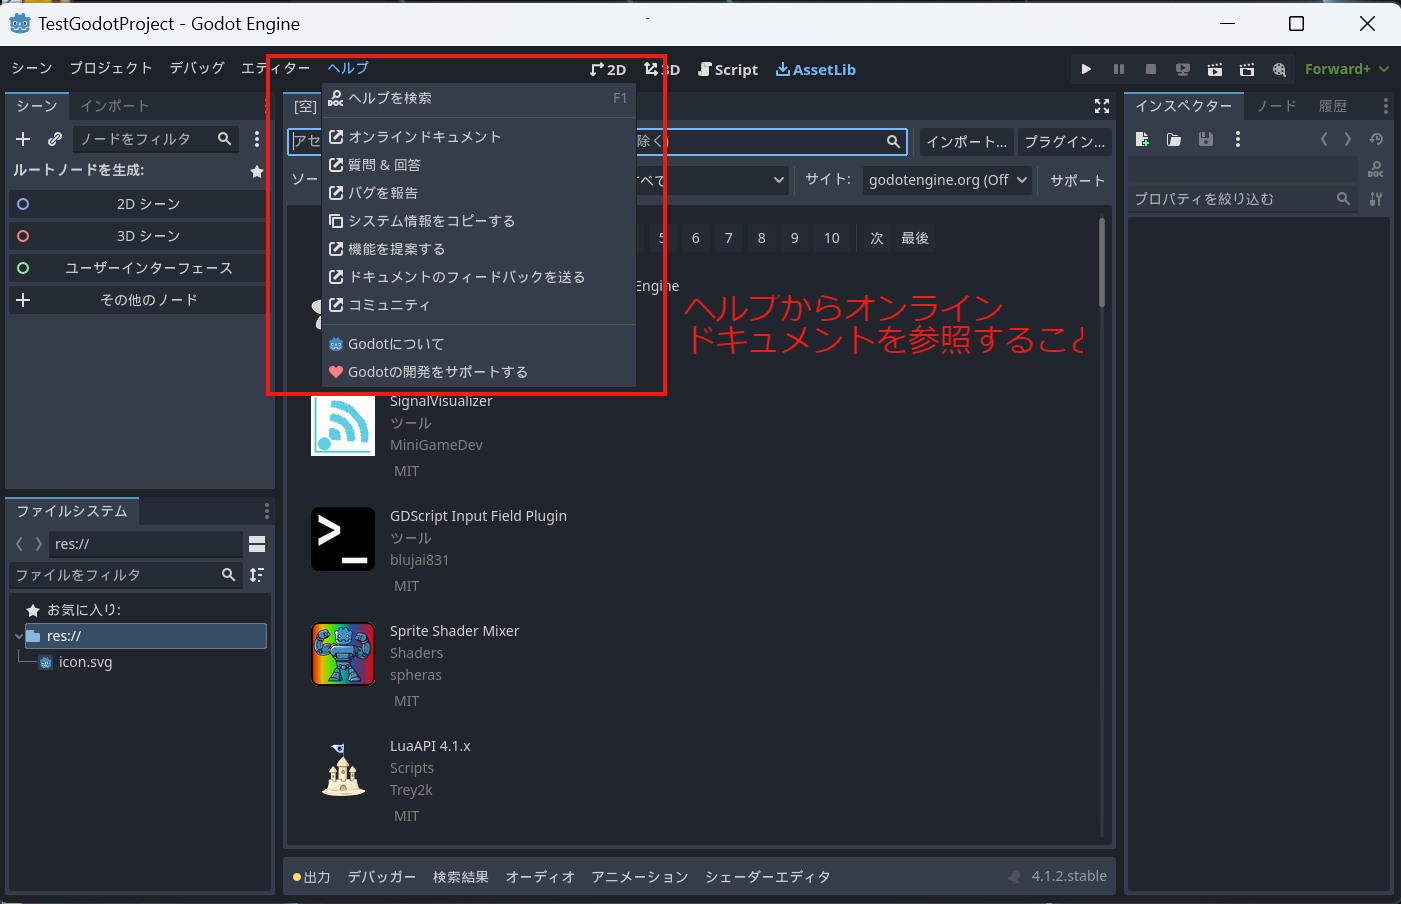 TestGodotProject - Godot Engine
シーン プロジェクト デバッグ エディター ヘルプ 2D 3D Script AssetLib Forward+
シーン インポート
ノードをフィルタ
ルートノードを生成:
2D シーン
3D シーン
ユーザーインターフェース
その他のノード
ファイルシステム
res://
ファイルをフィルタ
お気に入り:
res://
icon.svg
ヘルプを検索 F1
オンラインドキュメント
質問 & 回答
バグを報告
システム情報をコピーする
機能を提案する
ドキュメントのフィードバックを送る
コミュニティ
Godotについて
Godotの開発をサポートする
[空]
アセ 除く) インポート... プラグイン...
ソー べて サイト: godotengine.org (Off サポート
5 6 7 8 9 10 次 最後
Engine
ヘルプからオンライン
ドキュメントを参照すること
SignalVisualizer
ツール
MiniGameDev
MIT
GDScript Input Field Plugin
ツール
blujai831
MIT
Sprite Shader Mixer
Shaders
spheras
MIT
LuaAPI 4.1.x
Scripts
Trey2k
MIT
出力 デバッガー 検索結果 オーディオ アニメーション シェーダーエディタ 4.1.2.stable
インスペクター ノード 履歴
DOC
プロパティを絞り込む